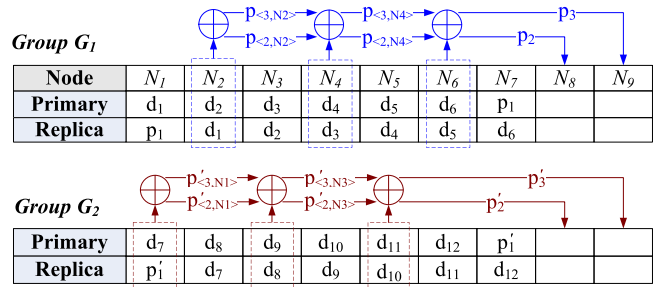 p<3,N2> p<3,N4> p3
Group G1 p<2,N2> p<2,N4> p2
Node N1 N2 N3 N4 N5 N6 N7 N8 N9
Primary d1 d2 d3 d4 d5 d6 p1
Replica p1 d1 d2 d3 d4 d5 d6
p'<3,N1> p'<3,N3> p'3
Group G2 p'<2,N1> p'<2,N3> p'2
Primary d7 d8 d9 d10 d11 d12 p'1
Replica p'1 d7 d8 d9 d10 d11 d12